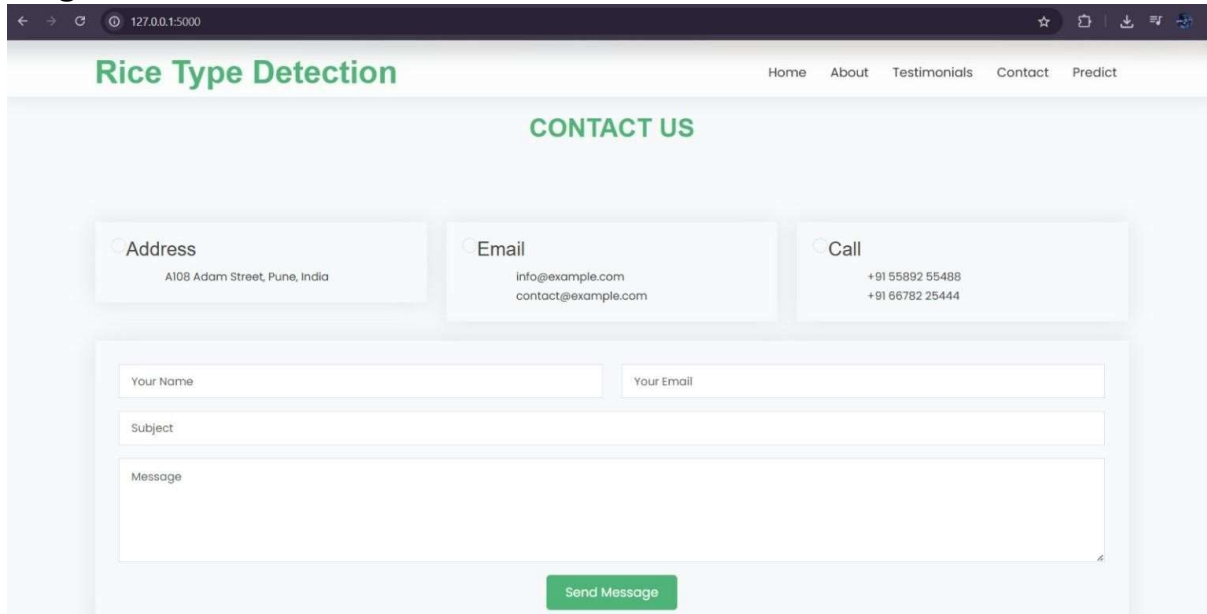 127.0.0.1:5000
Rice Type Detection
Home About Testimonials Contact Predict
CONTACT US
Address
A108 Adam Street, Pune, India
Email
info@example.com
contact@example.com
Call
+91 55892 55488
+91 66782 25444
Your Name
Your Email
Subject
Message
Send Message